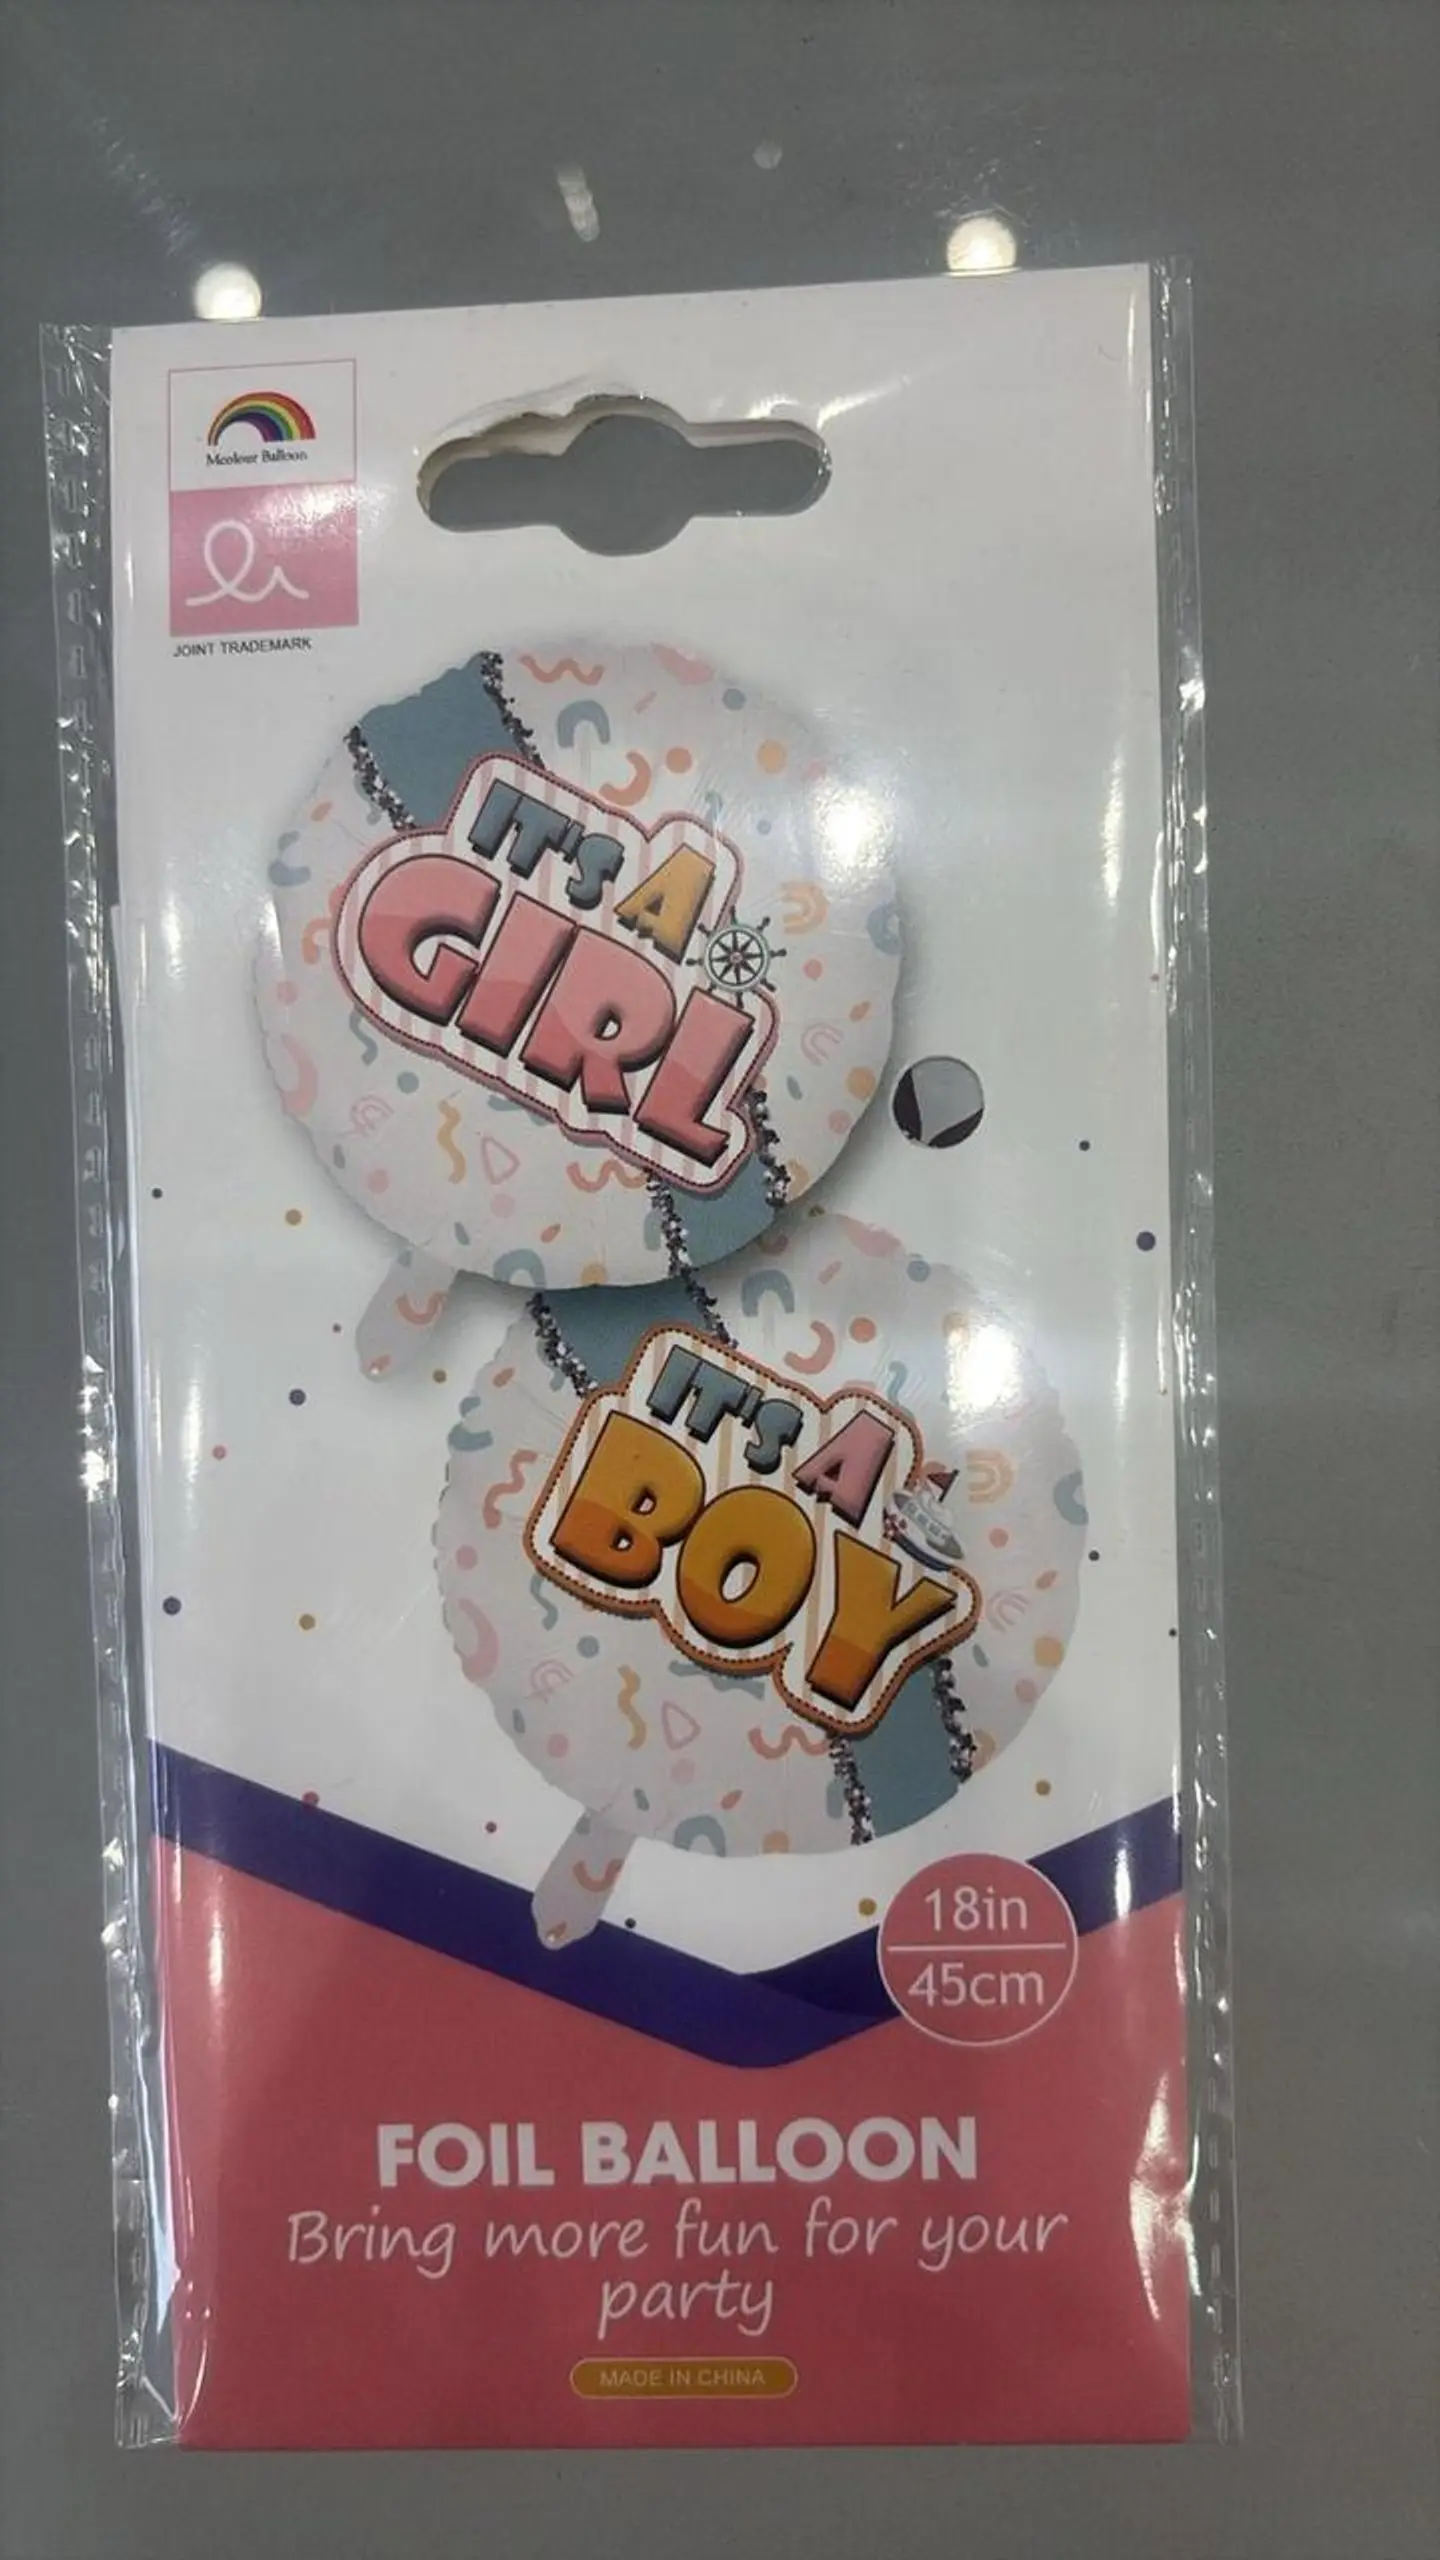 Mcolour Balloon
JOINT TRADEMARK
IT'S A
GIRL
IT'S A
BOY
18in
45cm
FOIL BALLOON
Bring more fun for your
party
MADE IN CHINA